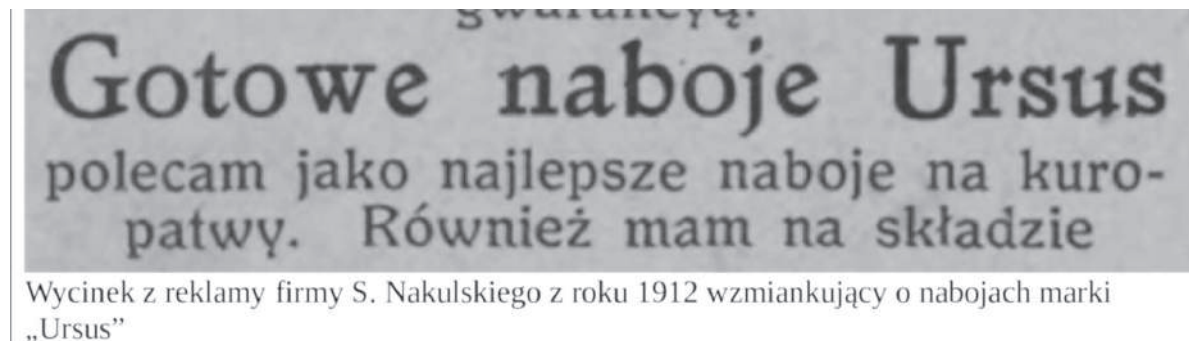 gwarancyą.
Gotowe naboje Ursus
polecam jako najlepsze naboje na kuro-
patwy. Również mam na składzie
Wycinek z reklamy firmy S. Nakulskiego z roku 1912 wzmiankujący o nabojach marki
„Ursus”